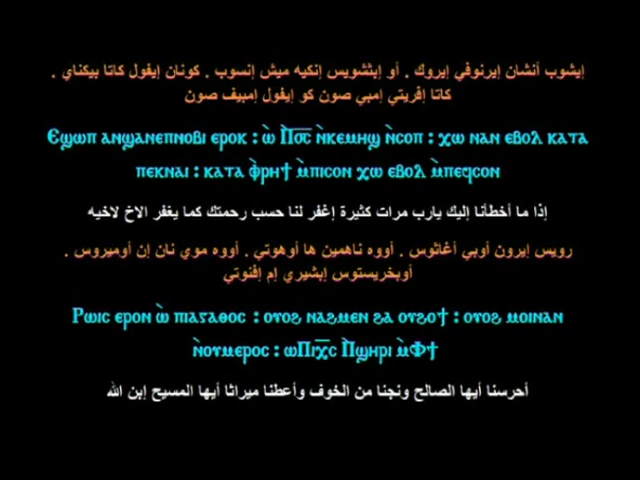 إيشوب أنشان إيرنوفي إيروك . أو إبتشويس إنكيه ميش إنسوب . كونان إيفول كاتا بيكناي .
كاتا إفريتي إمبي صون كو إيفول إمبيف صون
Ⲉϣⲱⲡ ⲁⲛϣⲁⲛⲉⲡⲛⲟⲃⲓ ⲉⲣⲟⲕ : ⲱ̀ Ⲡ̀ⲟ̅ⲥ̅ ⲛ̀ⲕⲉⲙⲏϣ ⲛ̀ⲥⲟⲡ : ⲭⲱ ⲛⲁⲛ ⲉⲃⲟⲗ ⲕⲁⲧⲁ
ⲡⲉⲕⲛⲁⲓ : ⲕⲁⲧⲁ ⲫ̀ⲣⲏϯ ⲙ̀ⲡⲓⲥⲟⲛ ⲭⲱ ⲉⲃⲟⲗ ⲙ̀ⲡⲉϥⲥⲟⲛ
إذا ما أخطأنا إليك يارب مرات كثيرة إغفر لنا حسب رحمتك كما يغفر الاخ لاخيه
رويس إيرون أوبي أغاثوس . أووه ناهمين ها أوهوتي . أووه موي نان إن أوميروس .
أوبخريستوس إبشيري إم إفنوتي
Ⲣⲱⲓⲥ ⲉⲣⲟⲛ ⲱ̀ ⲡⲓⲁⲅⲁⲑⲟⲥ : ⲟⲩⲟϩ ⲛⲁϩⲙⲉⲛ ϩⲁ ⲟⲩϩⲟϯ : ⲟⲩⲟϩ ⲙⲟⲓⲛⲁⲛ
ⲛ̀ⲟⲩⲙⲉⲣⲟⲥ : ⲱⲠⲓⲭ̅ⲥ̅ Ⲡ̀ϣⲏⲣⲓ ⲙ̀Ⲫϯ
أحرسنا أيها الصالح ونجنا من الخوف وأعطنا ميراثا أيها المسيح إبن الله